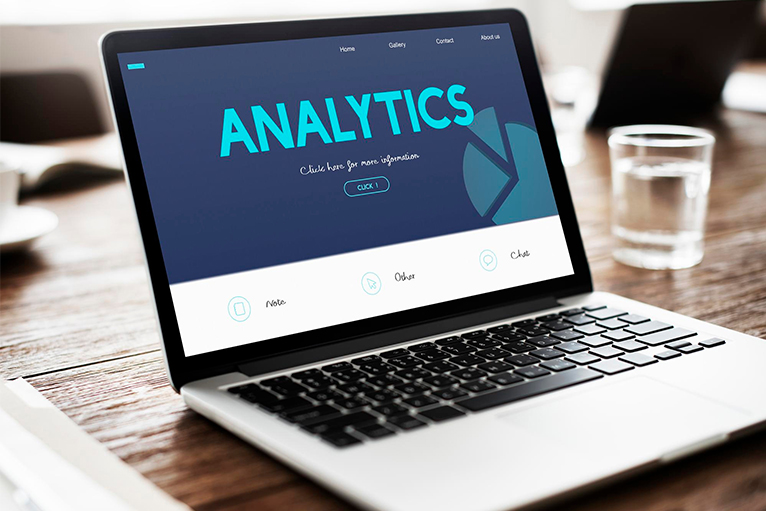 Home Gallery Contact About us
ANALYTICS
Click here for more information
CLICK !
Note Other Chat